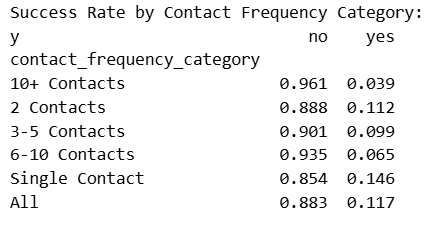 Success Rate by Contact Frequency Category:
y no yes
contact_frequency_category
10+ Contacts 0.961 0.039
2 Contacts 0.888 0.112
3-5 Contacts 0.901 0.099
6-10 Contacts 0.935 0.065
Single Contact 0.854 0.146
All 0.883 0.117